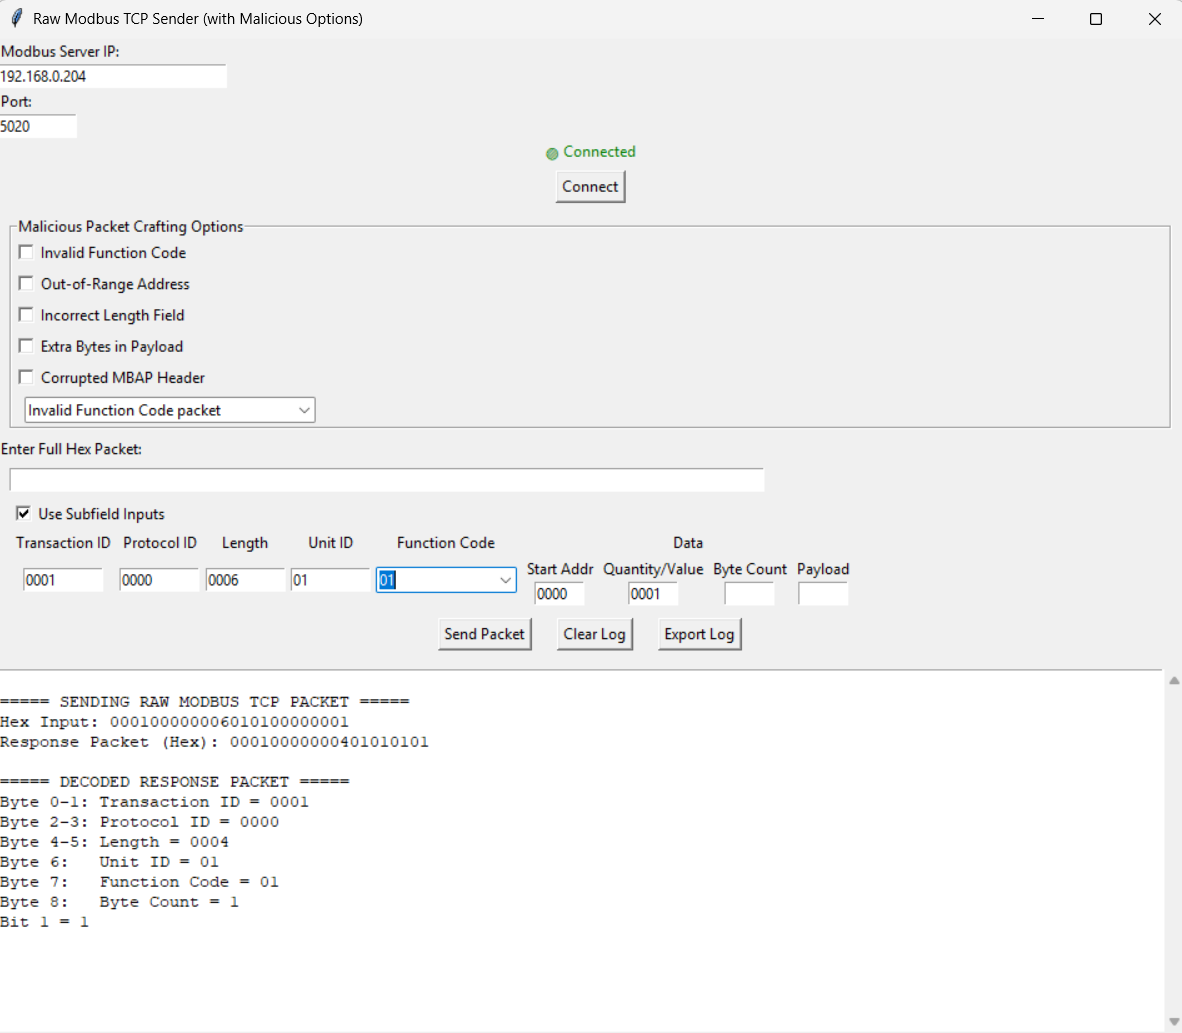 Raw Modbus TCP Sender (with Malicious Options)
Modbus Server IP:
192.168.0.204
Port:
5020
Connected
Connect
Malicious Packet Crafting Options
Invalid Function Code
Out-of-Range Address
Incorrect Length Field
Extra Bytes in Payload
Corrupted MBAP Header
Invalid Function Code packet
Enter Full Hex Packet:
Use Subfield Inputs
Transaction ID Protocol ID Length Unit ID Function Code Data
Start Addr Quantity/Value Byte Count Payload
0001 0000 0006 01 01 0000 0001
Send Packet Clear Log Export Log
===== SENDING RAW MODBUS TCP PACKET =====
Hex Input: 000100000006010100000001
Response Packet (Hex): 00010000000401010101
===== DECODED RESPONSE PACKET =====
Byte 0-1: Transaction ID = 0001
Byte 2-3: Protocol ID = 0000
Byte 4-5: Length = 0004
Byte 6:   Unit ID = 01
Byte 7:   Function Code = 01
Byte 8:   Byte Count = 1
Bit 1 = 1